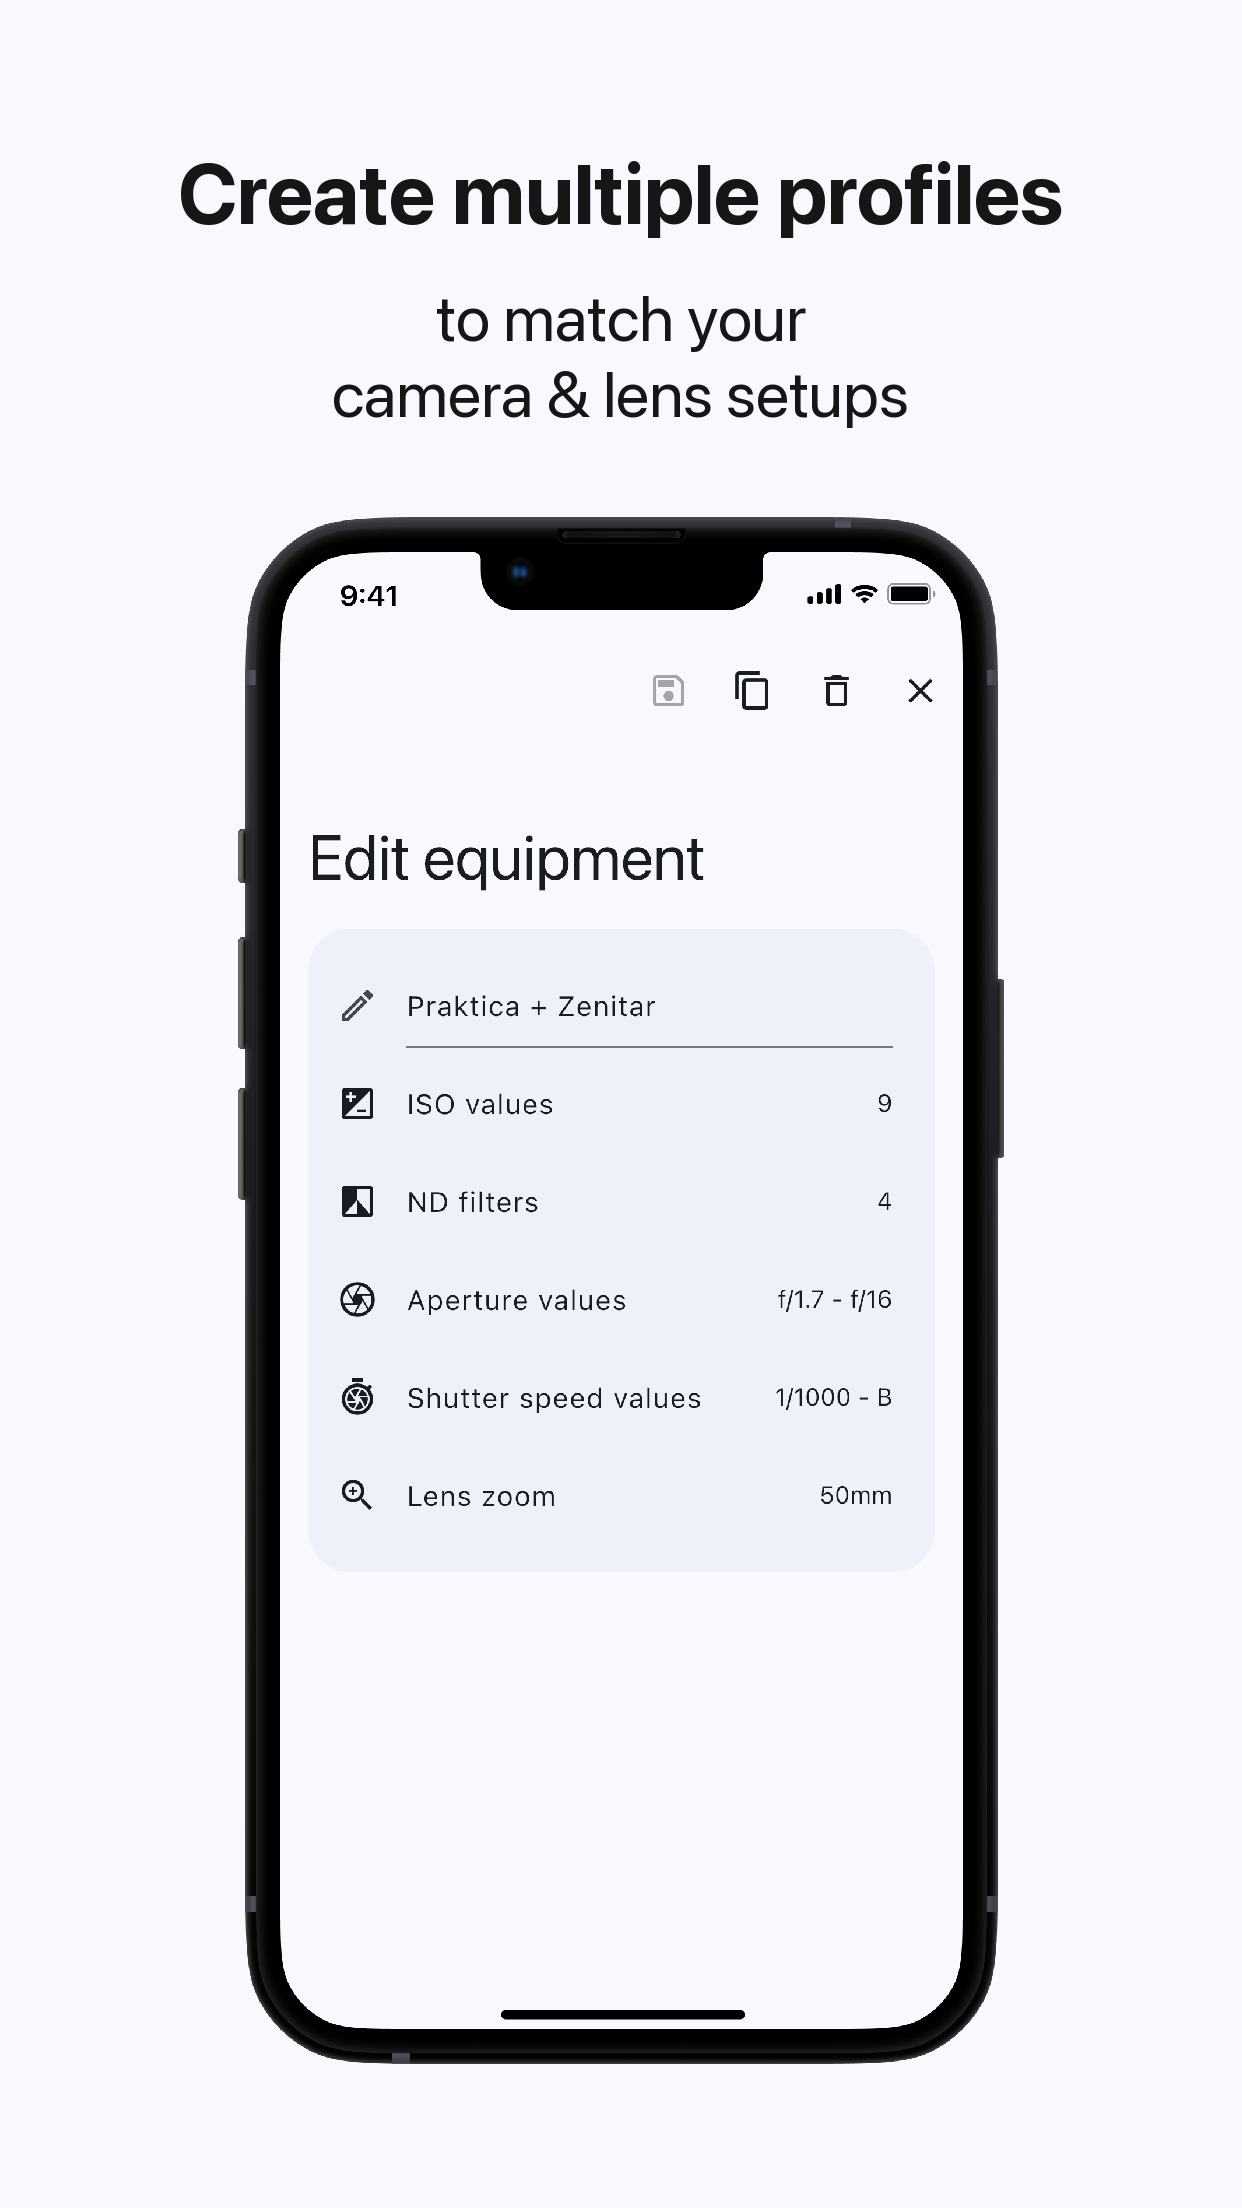 Create multiple profiles
to match your
camera & lens setups
9:41
Edit equipment
Praktica + Zenitar
ISO values 9
ND filters 4
Aperture values f/1.7 - f/16
Shutter speed values 1/1000 - B
Lens zoom 50mm